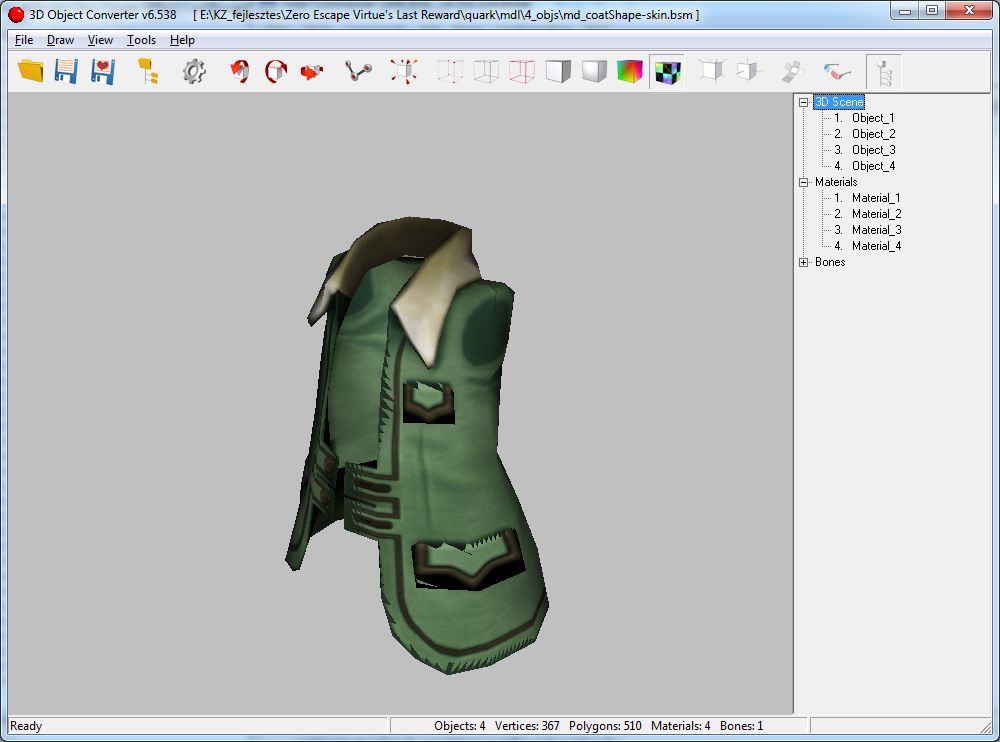 3D Object Converter v6.538 [ E:\KZ_fejlesztes\Zero Escape Virtue's Last Reward\quark\mdl\4_objs\md_coatShape-skin.bsm ]
File Draw View Tools Help
3D Scene
1. Object_1
2. Object_2
3. Object_3
4. Object_4
Materials
1. Material_1
2. Material_2
3. Material_3
4. Material_4
Bones
Ready Objects: 4 Vertices: 367 Polygons: 510 Materials: 4 Bones: 1